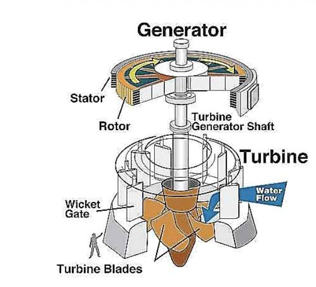 Generator
Stator
Rotor
Turbine
Generator Shaft
Turbine
Water
Flow
Wicket
Gate
Turbine Blades